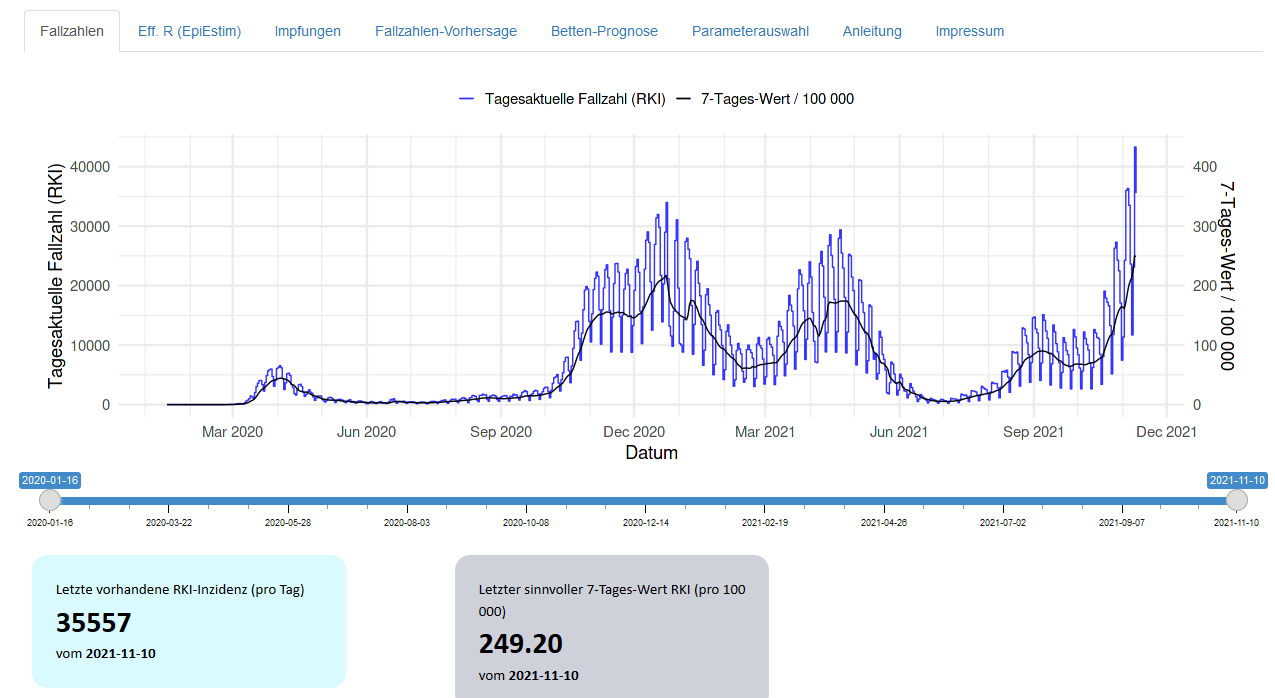 Fallzahlen Eff. R (EpiEstim) Impfungen Fallzahlen-Vorhersage Betten-Prognose Parameterauswahl Anleitung Impressum
Tagesaktuelle Fallzahl (RKI) 7-Tages-Wert / 100 000
Tagesaktuelle Fallzahl (RKI)
40000
30000
20000
10000
0
400
300
200
100
0
7-Tages-Wert / 100 000
Mar 2020 Jun 2020 Sep 2020 Dec 2020 Mar 2021 Jun 2021 Sep 2021 Dec 2021
Datum
2020-01-16 2021-11-10
2020-01-16 2020-03-22 2020-05-28 2020-08-03 2020-10-08 2020-12-14 2021-02-19 2021-04-26 2021-07-02 2021-09-07 2021-11-10
Letzte vorhandene RKI-Inzidenz (pro Tag)
35557
vom 2021-11-10
Letzter sinnvoller 7-Tages-Wert RKI (pro 100
000)
249.20
vom 2021-11-10